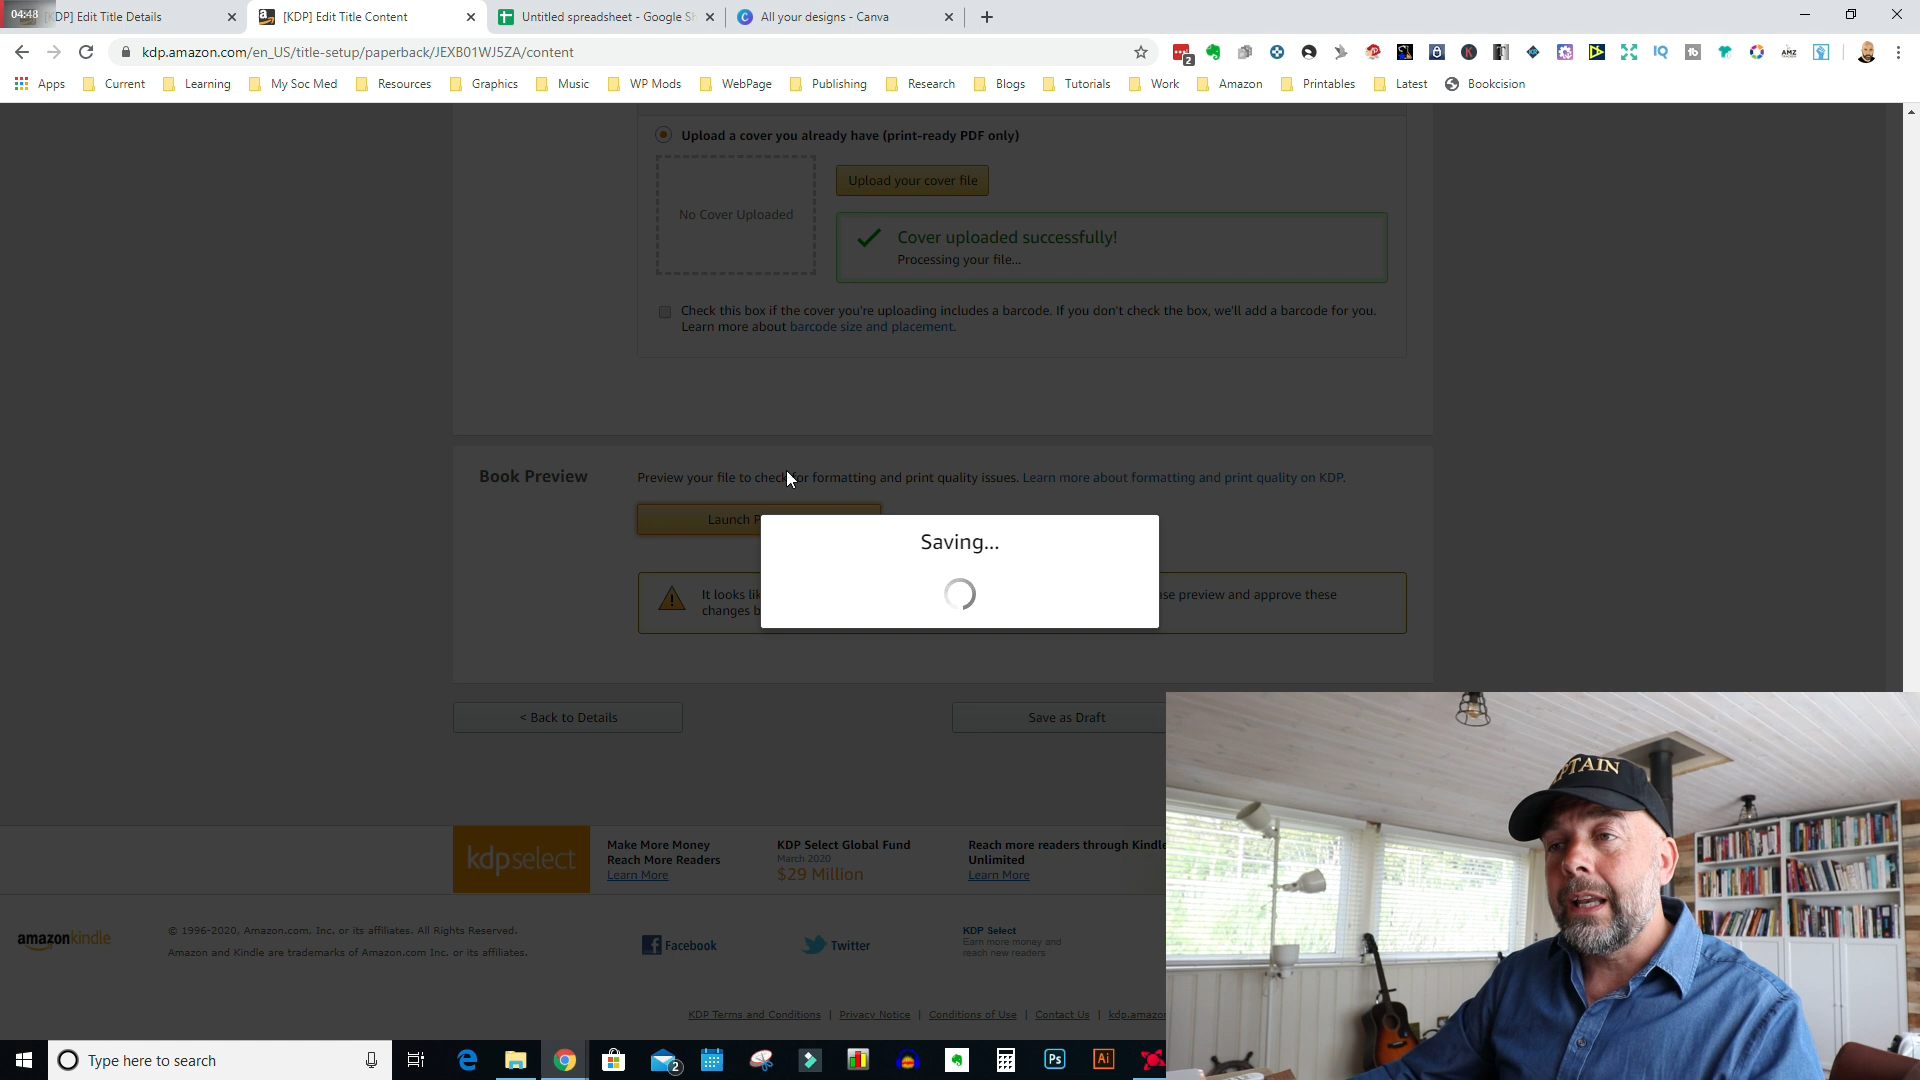 04:48
KDP] Edit Title Details
[KDP] Edit Title Content
Untitled spreadsheet - Google Sh
All your designs - Canva
kdp.amazon.com/en_US/title-setup/paperback/JEXB01WJ5ZA/content
Apps
Current
Learning
My Soc Med
Resources
Graphics
Music
WP Mods
WebPage
Publishing
Research
Blogs
Tutorials
Work
Amazon
Printables
Latest
Bookcision
Upload a cover you already have (print-ready PDF only)
No Cover Uploaded
Upload your cover file
Cover uploaded successfully!
Processing your file...
Check this box if the cover you're uploading includes a barcode. If you don't check the box, we'll add a barcode for you.
Learn more about barcode size and placement.
Book Preview
Preview your file to check for formatting and print quality issues. Learn more about formatting and print quality on KDP.
Launch P
Saving...
It looks lik
se preview and approve these
changes b
< Back to Details
Save as Draft
kdpselect
Make More Money
Reach More Readers
Learn More
KDP Select Global Fund
March 2020
$29 Million
Reach more readers through Kindle
Unlimited
Learn More
amazonkindle
© 1996-2020, Amazon.com, Inc. or its affiliates. All Rights Reserved.
Amazon and Kindle are trademarks of Amazon.com Inc. or its affiliates.
Facebook
Twitter
KDP Select
Earn more money and
reach new readers
KDP Terms and Conditions | Privacy Notice | Conditions of Use | Contact Us | kdp.amazo
PTAIN
Type here to search
2
Ps
Ai